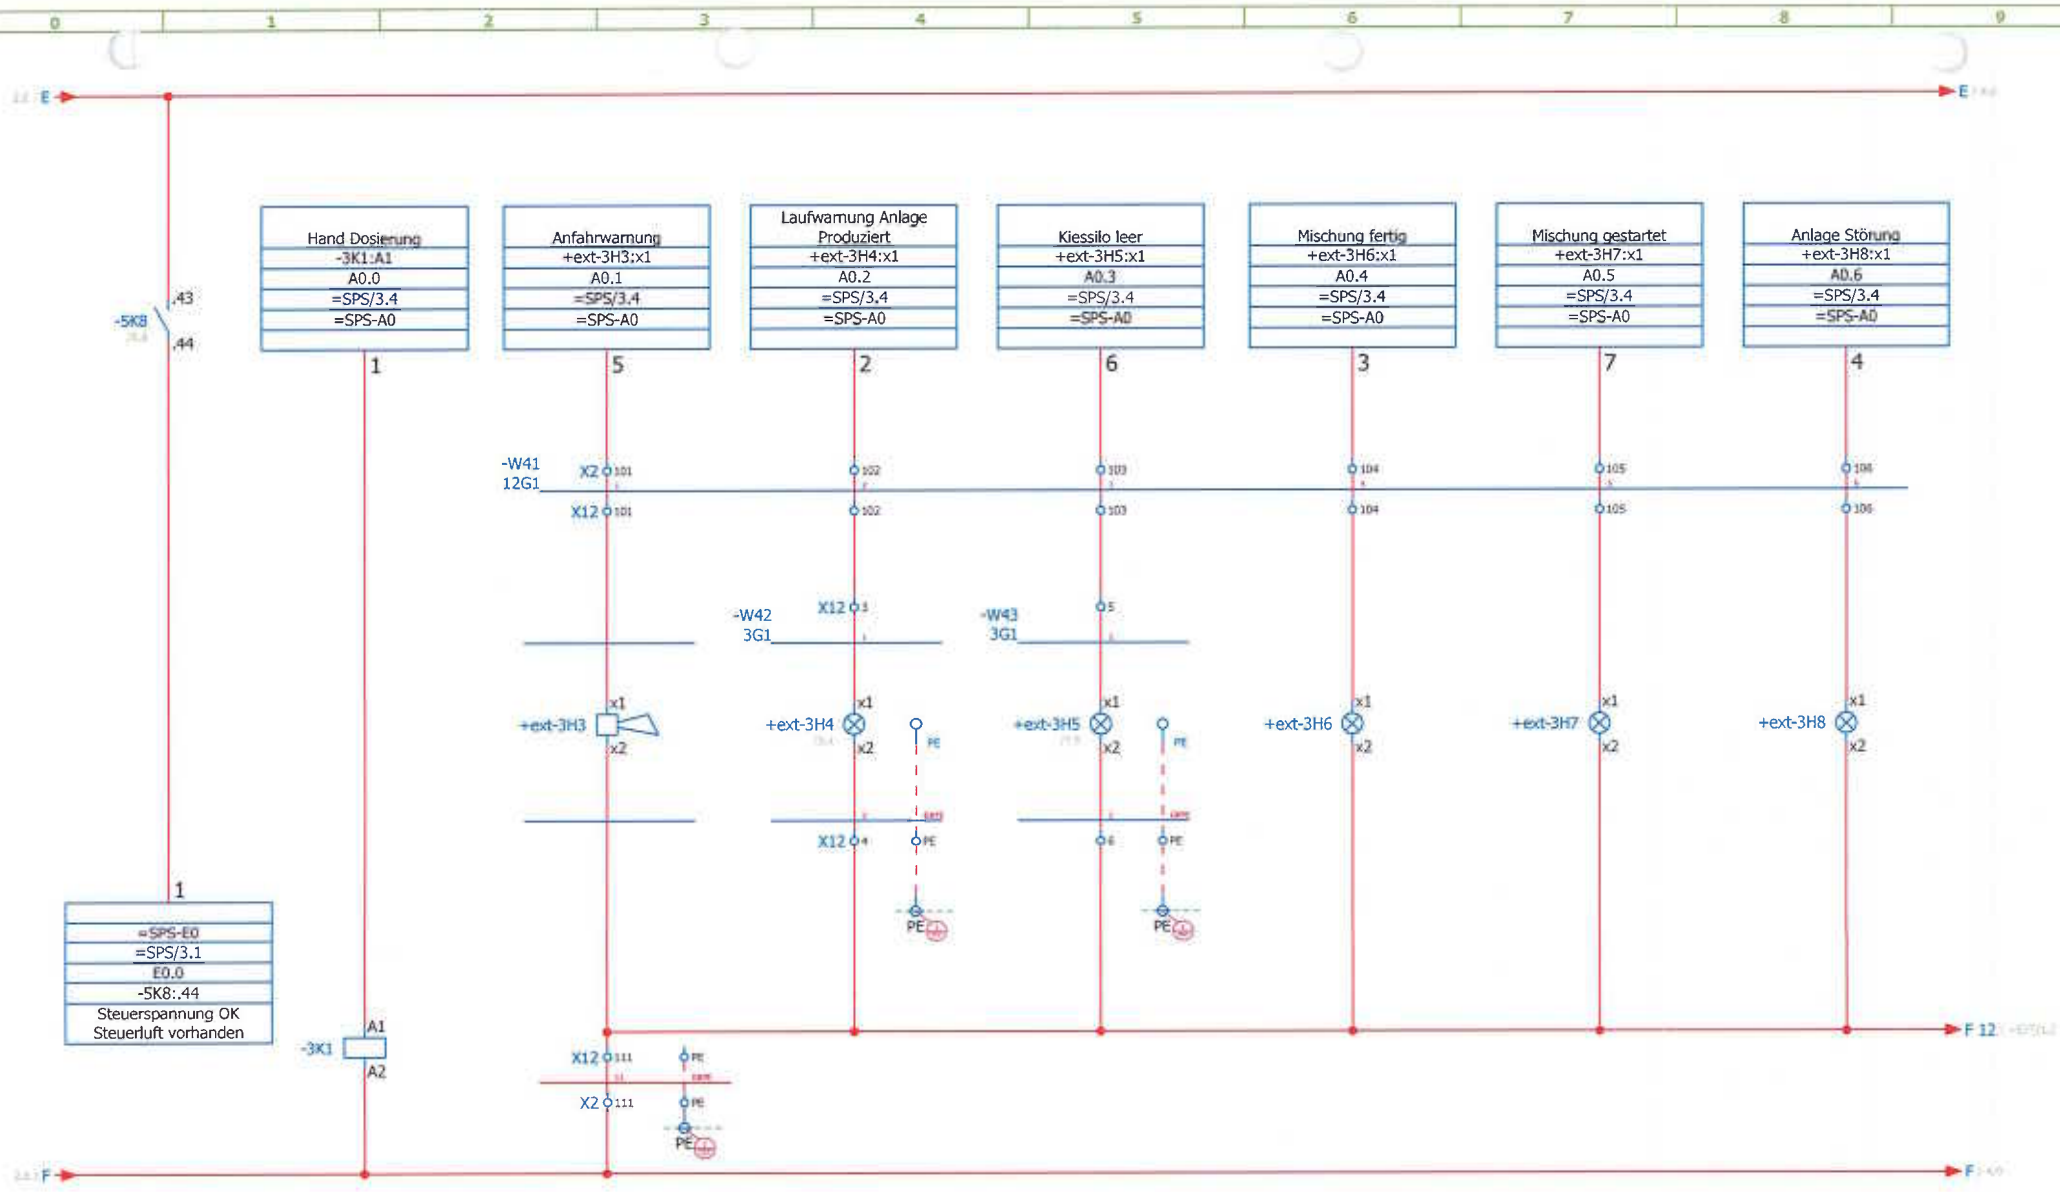 0 1 2 3 4 5 6 7 8 9
E E
Hand Dosierung
-3K1:A1
A0.0
=SPS/3.4
=SPS-A0
1
Anfahrwarnung
+ext-3H3:x1
A0.1
=SPS/3.4
=SPS-A0
5
Laufwarnung Anlage
Produziert
+ext-3H4:x1
A0.2
=SPS/3.4
=SPS-A0
2
Kiessilo leer
+ext-3H5:x1
A0.3
=SPS/3.4
=SPS-A0
6
Mischung fertig
+ext-3H6:x1
A0.4
=SPS/3.4
=SPS-A0
3
Mischung gestartet
+ext-3H7:x1
A0.5
=SPS/3.4
=SPS-A0
7
Anlage Störung
+ext-3H8:x1
A0.6
=SPS/3.4
=SPS-A0
4
.43
-5K8
.44
-W41
12G1
X2 101 102 103 104 105 106
X12 101 102 103 104 105 106
X12 3 5
-W42
3G1
-W43
3G1
x1 x1 x1 x1 x1 x1
+ext-3H3 +ext-3H4 +ext-3H5 +ext-3H6 +ext-3H7 +ext-3H8
x2 x2 x2 x2 x2 x2
PE PE
X12 4 PE 6 PE
PE PE
1
=SPS-E0
=SPS/3.1
E0.0
-5K8:.44
Steuerspannung OK
Steuerluft vorhanden
A1
-3K1
A2
F 12
X12 111 PE
X2 111 PE
PE
F F